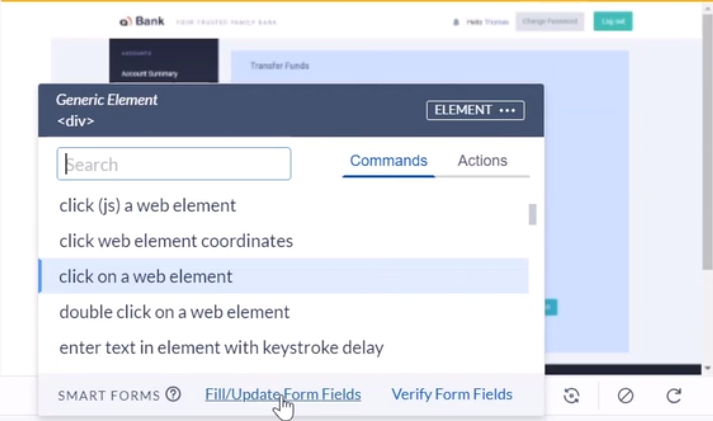 Bank YOUR TRUSTED FAMILY BANK
Hello Thomas Change Password Log out
ACCOUNTS
Account Summary
Transfer Funds
Generic Element
<div>
ELEMENT •••
Search
Commands Actions
click (js) a web element
click web element coordinates
click on a web element
double click on a web element
enter text in element with keystroke delay
SMART FORMS ? Fill/Update Form Fields Verify Form Fields